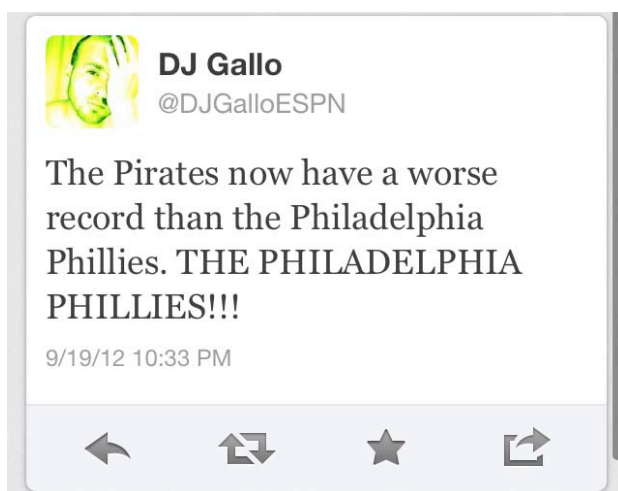 DJ Gallo
@DJGalloESPN
The Pirates now have a worse
record than the Philadelphia
Phillies. THE PHILADELPHIA
PHILLIES!!!
9/19/12 10:33 PM